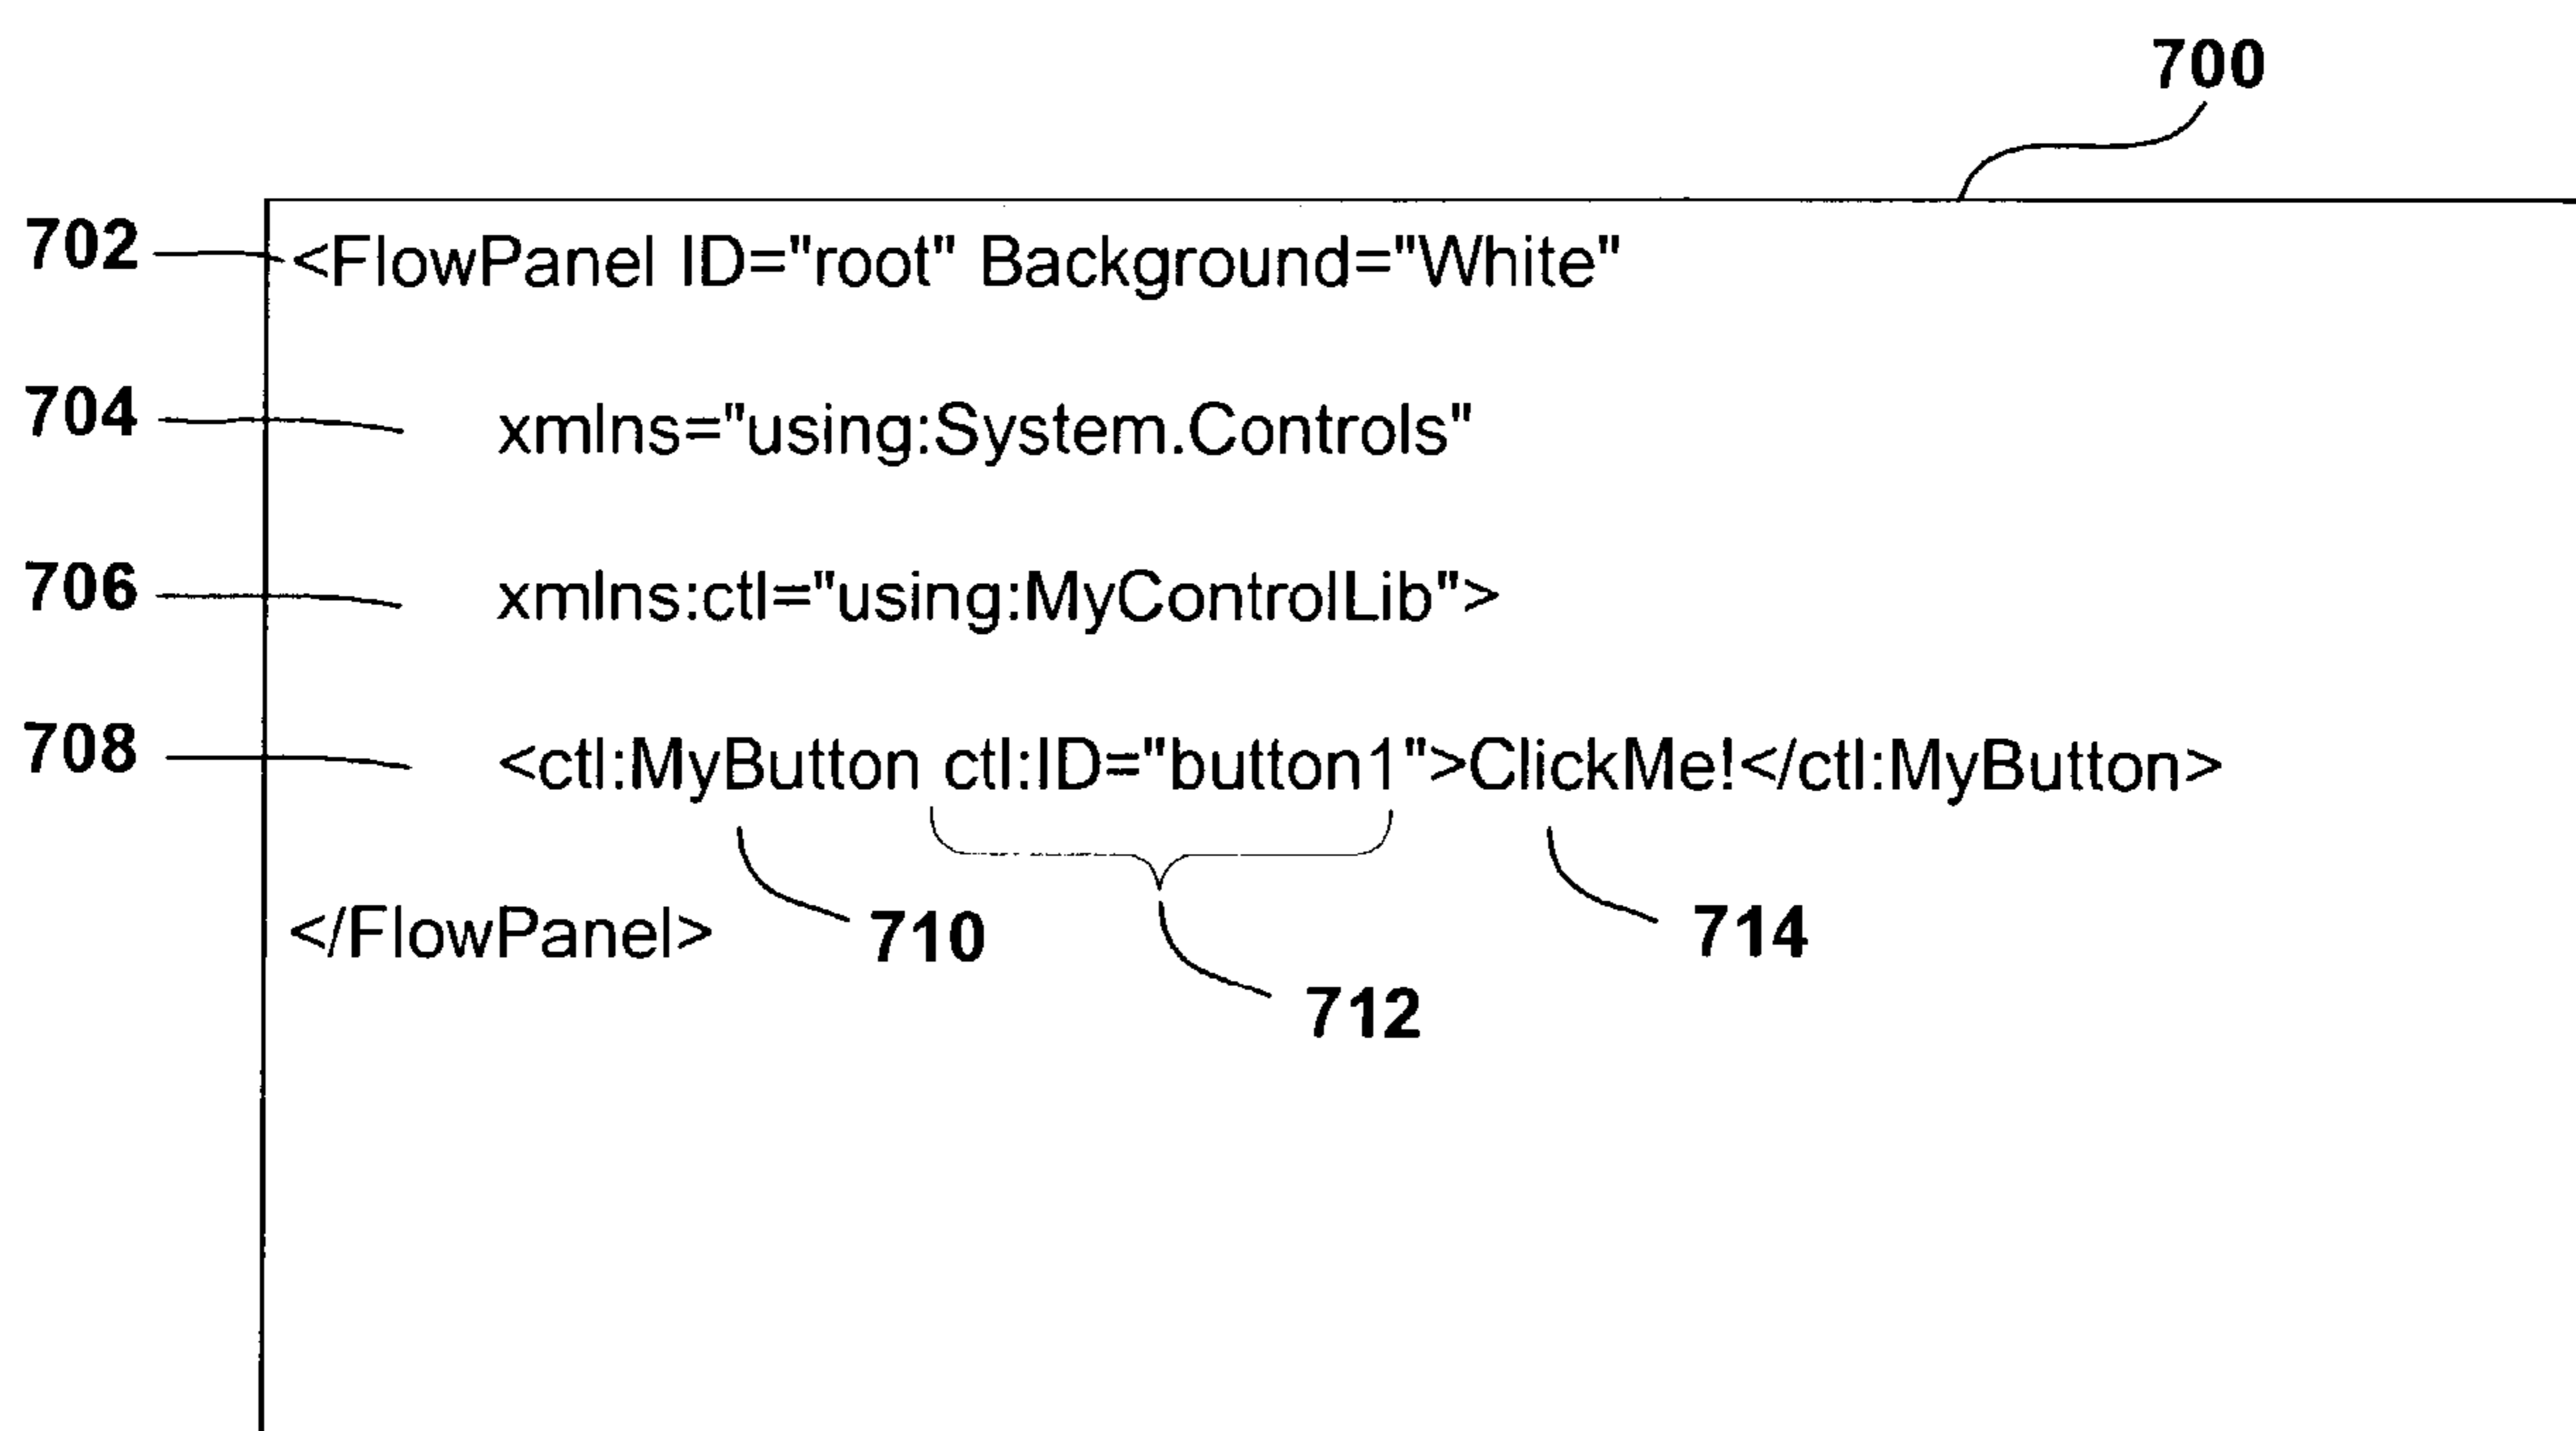 700
702 <FlowPanel ID="root" Background="White"
704 xmlns="using:System.Controls"
706 xmlns:ctl="using:MyControlLib">
708 <ctl:MyButton ctl:ID="button1">ClickMe!</ctl:MyButton>
</FlowPanel> 710 714
712